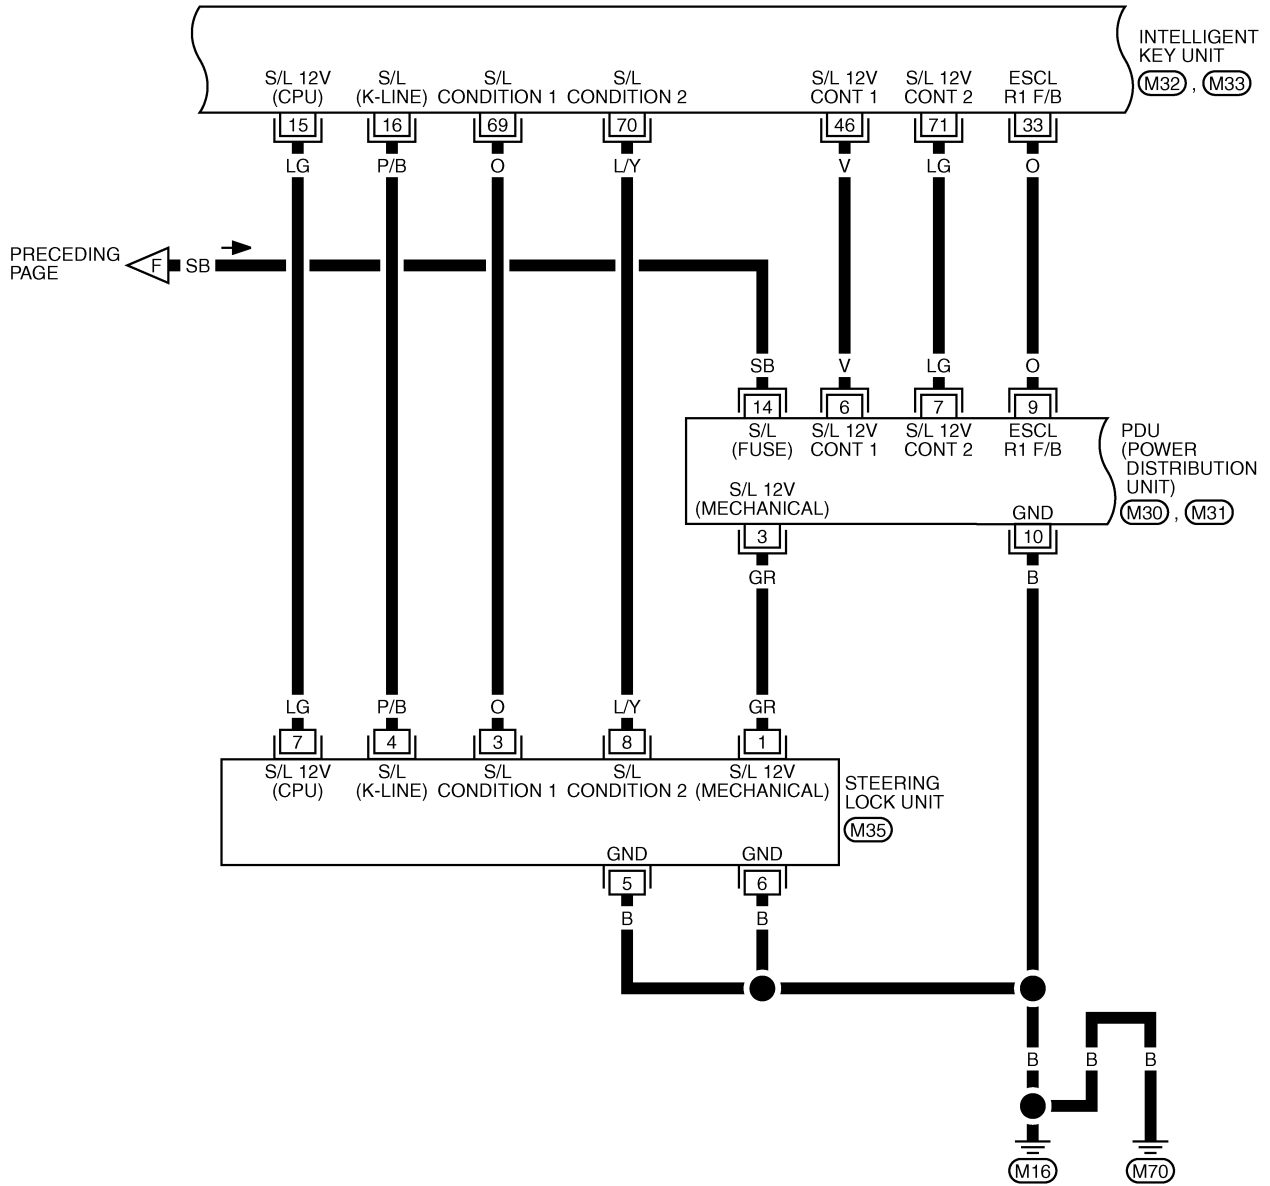 INTELLIGENT
KEY UNIT
M32 , M33
S/L 12V
(CPU)
S/L
(K-LINE)
S/L
CONDITION 1
S/L
CONDITION 2
S/L 12V
CONT 1
S/L 12V
CONT 2
ESCL
R1 F/B
15 16 69 70 46 71 33
LG P/B O L/Y V LG O
PRECEDING
PAGE
F SB
SB V LG O
14 6 7 9
S/L
(FUSE)
S/L 12V
CONT 1
S/L 12V
CONT 2
ESCL
R1 F/B
PDU
(POWER
DISTRIBUTION
UNIT)
M30 , M31
S/L 12V
(MECHANICAL)
GND
3 10
GR B
LG P/B O L/Y GR
7 4 3 8 1
S/L 12V
(CPU)
S/L
(K-LINE)
S/L
CONDITION 1
S/L
CONDITION 2
S/L 12V
(MECHANICAL)
STEERING
LOCK UNIT
M35
GND GND
5 6
B B
B B B
M16 M70